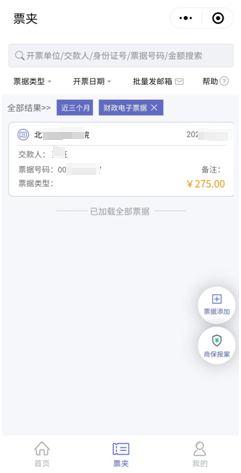 票夹
开票单位/交款人/身份证号/票据号码/金额搜索
票据类型 开票日期 批量发邮箱 帮助
全部结果>> 近三个月 财政电子票据 ×
北 院 202
交款人：
票据号码：00
备注：
票据类型： ￥275.00
已加载全部票据
票据添加
商保报案
首页 票夹 我的